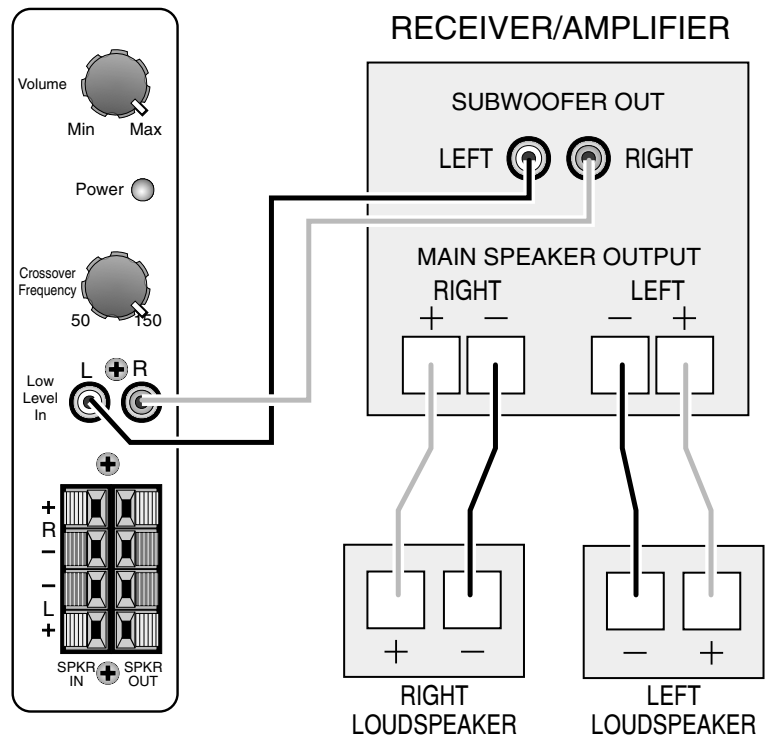 RECEIVER/AMPLIFIER
Volume
Min Max
Power
Crossover
Frequency
50 150
Low
Level
In
L R
+
R
–
–
L
+
SPKR
IN
SPKR
OUT
SUBWOOFER OUT
LEFT RIGHT
MAIN SPEAKER OUTPUT
RIGHT LEFT
+ – – +
+ –
RIGHT
LOUDSPEAKER
– +
LEFT
LOUDSPEAKER